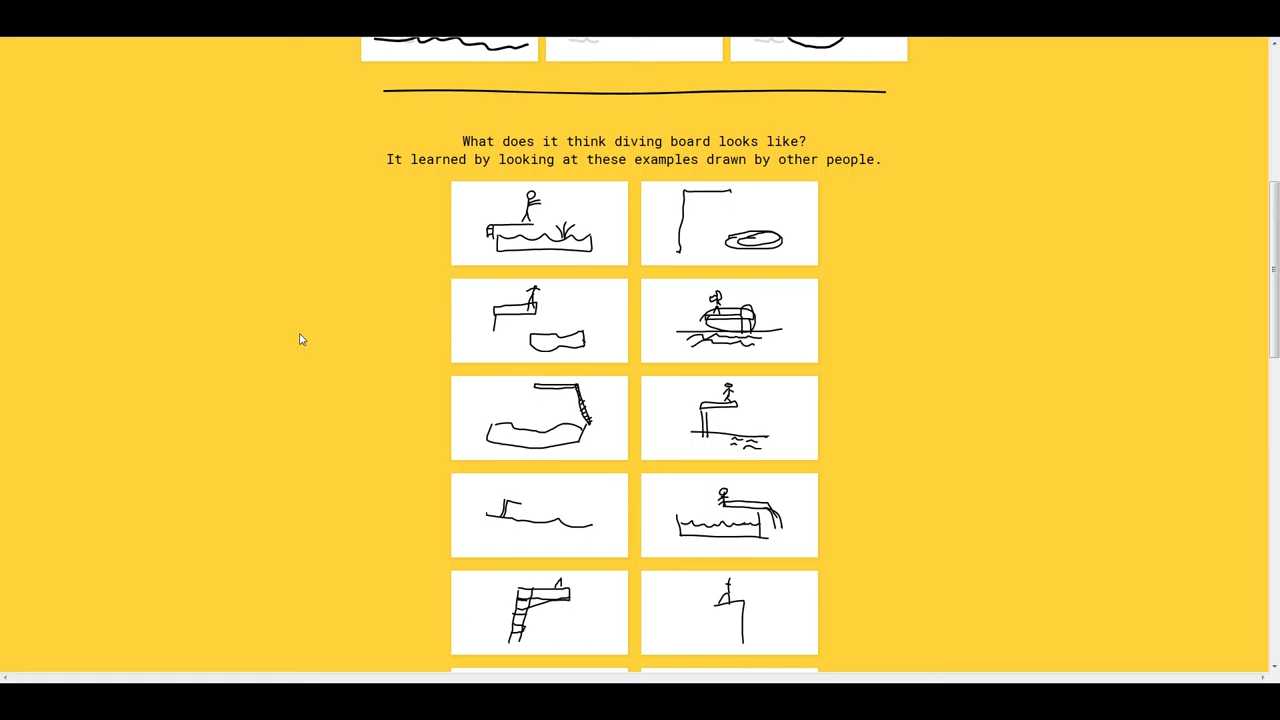 What does it think diving board looks like?
It learned by looking at these examples drawn by other people.